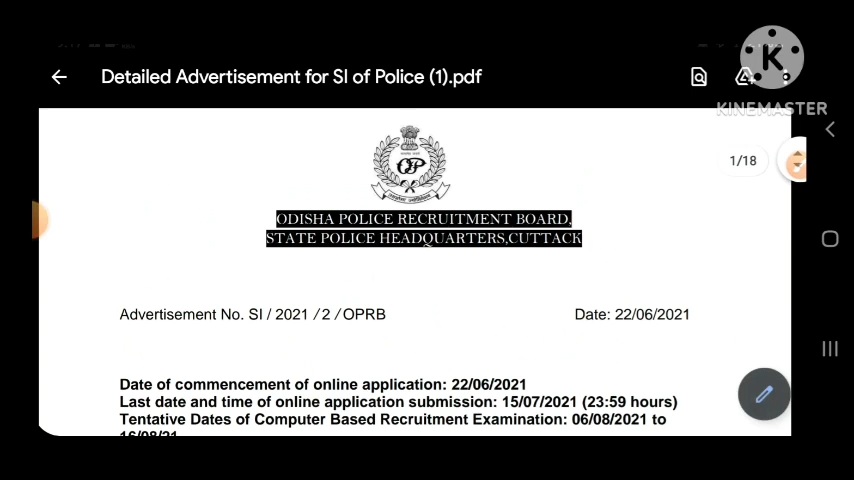 Detailed Advertisement for SI of Police (1).pdf
KINEMASTER
1/18
ODISHA POLICE RECRUITMENT BOARD,
STATE POLICE HEADQUARTERS,CUTTACK
Advertisement No. SI / 2021 / 2 / OPRB
Date: 22/06/2021
Date of commencement of online application: 22/06/2021
Last date and time of online application submission: 15/07/2021 (23:59 hours)
Tentative Dates of Computer Based Recruitment Examination: 06/08/2021 to
16/08/21